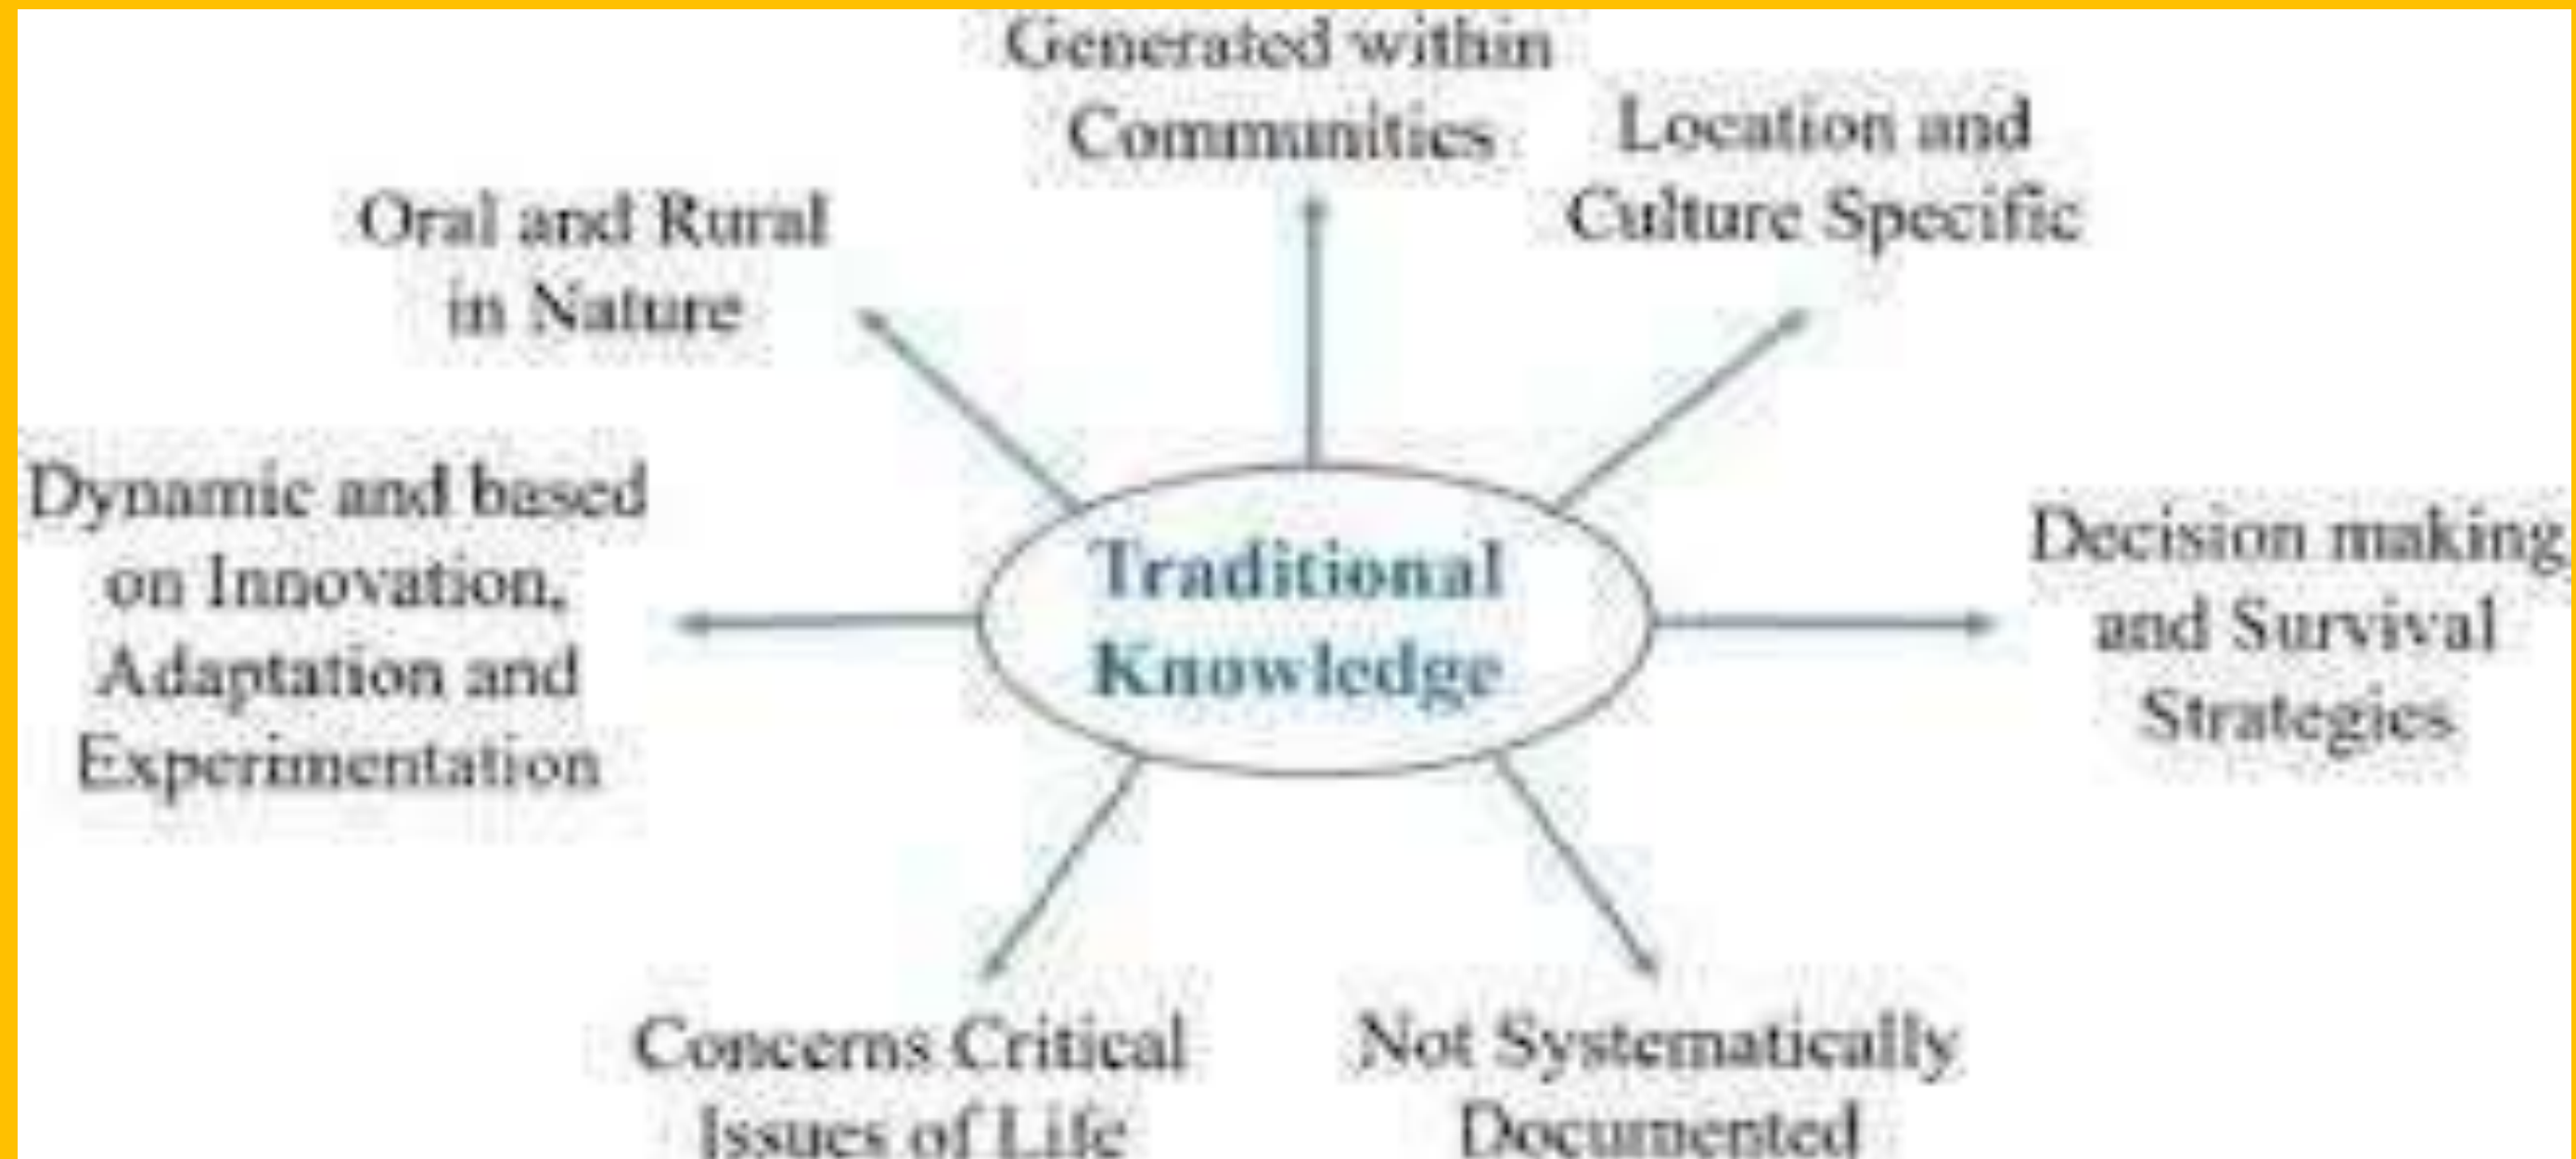 Generated within
Communities
Location and
Culture Specific
Oral and Rural
in Nature
Dynamic and based
on Innovation,
Adaptation and
Experimentation
Traditional
Knowledge
Decision making
and Survival
Strategies
Concerns Critical
Issues of Life
Not Systematically
Documented